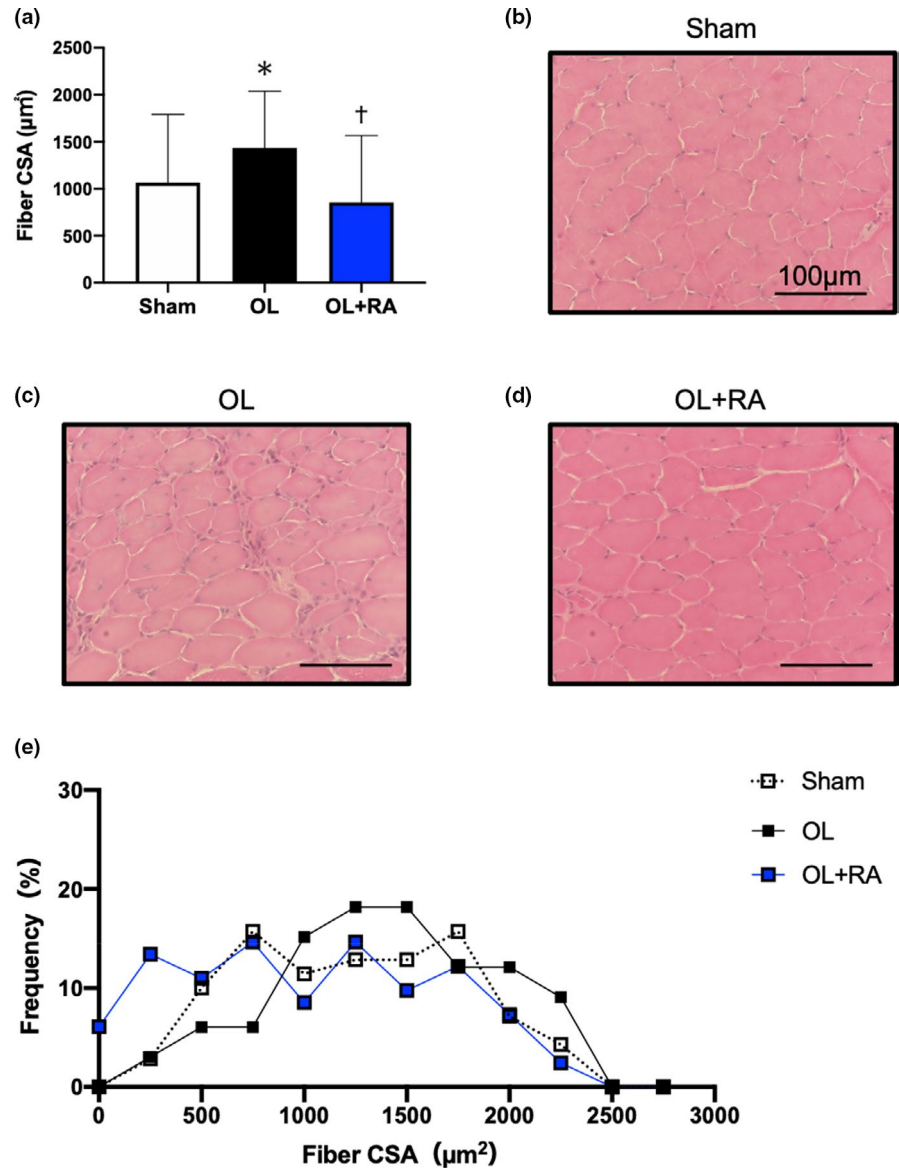 (a)
2500
2000
1500
1000
500
0
Fiber CSA (µm²)
*
†
Sham OL OL+RA
(b)
Sham
100µm
(c)
OL
(d)
OL+RA
(e)
30
20
10
0
Frequency (%)
0 500 1000 1500 2000 2500 3000
Fiber CSA (µm²)
Sham
OL
OL+RA